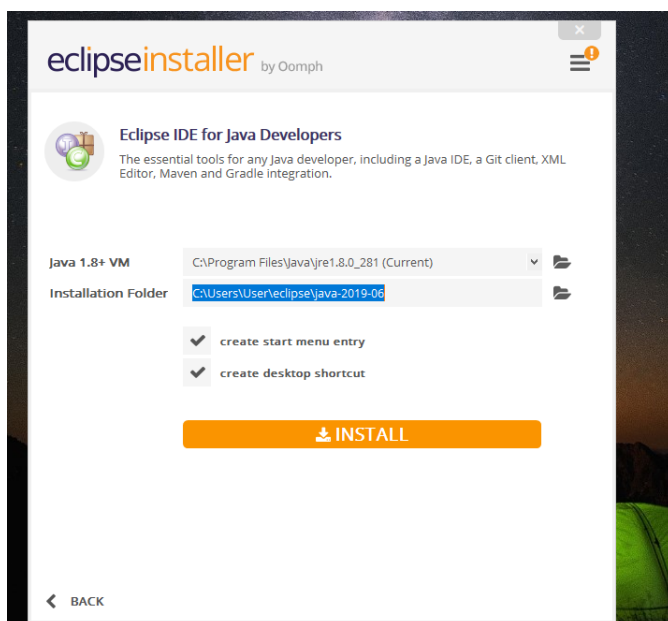 eclipseinstaller by Oomph
Eclipse IDE for Java Developers
The essential tools for any Java developer, including a Java IDE, a Git client, XML
Editor, Maven and Gradle integration.
Java 1.8+ VM C:\Program Files\Java\jre1.8.0_281 (Current)
Installation Folder C:\Users\User\eclipse\java-2019-06
create start menu entry
create desktop shortcut
INSTALL
BACK